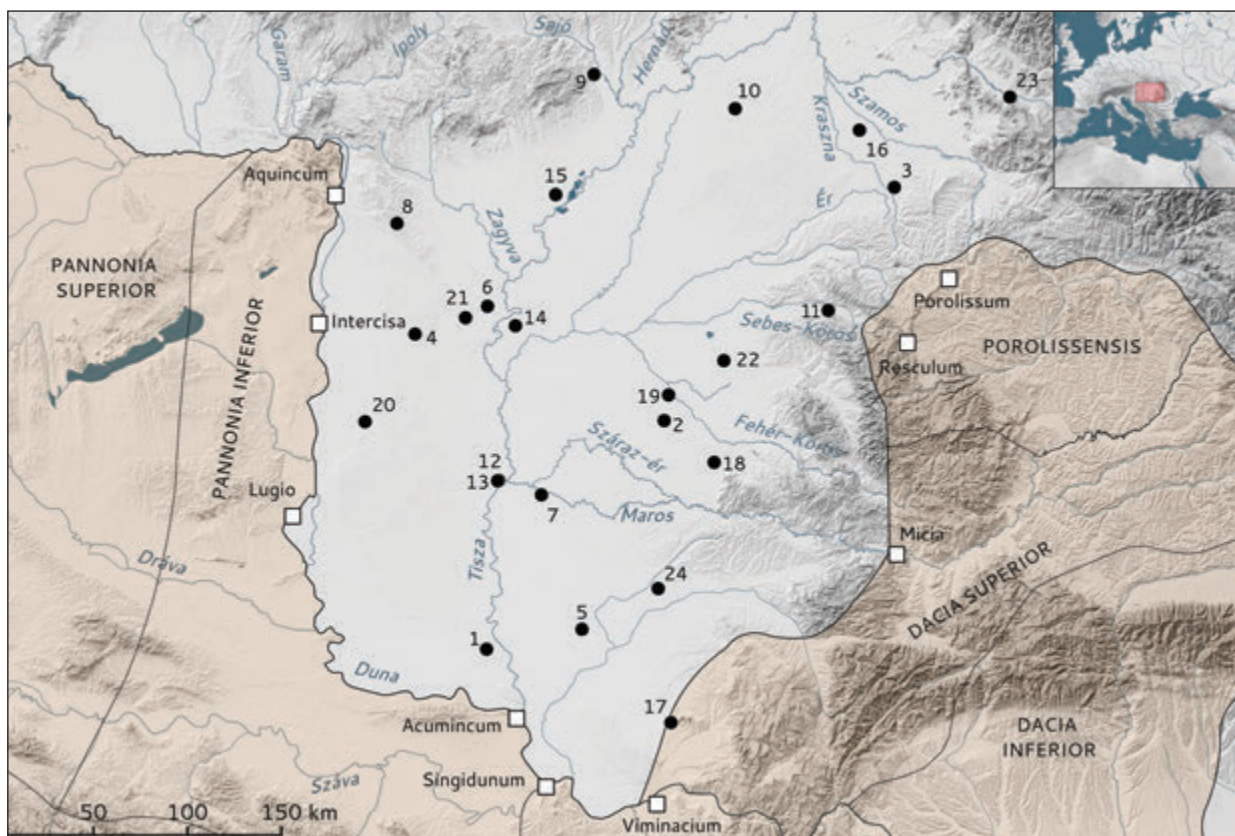 Garam
Ipoly
Sajó
Hernád
9
10
23
Kraszna
Szamos
16
3
Aquincum
15
8
Zagyva
Ér
PANNONIA
SUPERIOR
6
21
14
Intercisa
4
11
Sebes-Körös
Porolissum
POROLISSENSIS
Resculum
22
PANNONIA INFERIOR
19
20
2
Fehér-Körös
Száraz-ér
18
12
13
Lugio
7
Maros
Micia
Tisza
Dráva
24
DACIA SUPERIOR
5
1
Duna
17
Acumincum
DACIA
INFERIOR
Singidunum
Száva
50 100 150 km
Viminacium